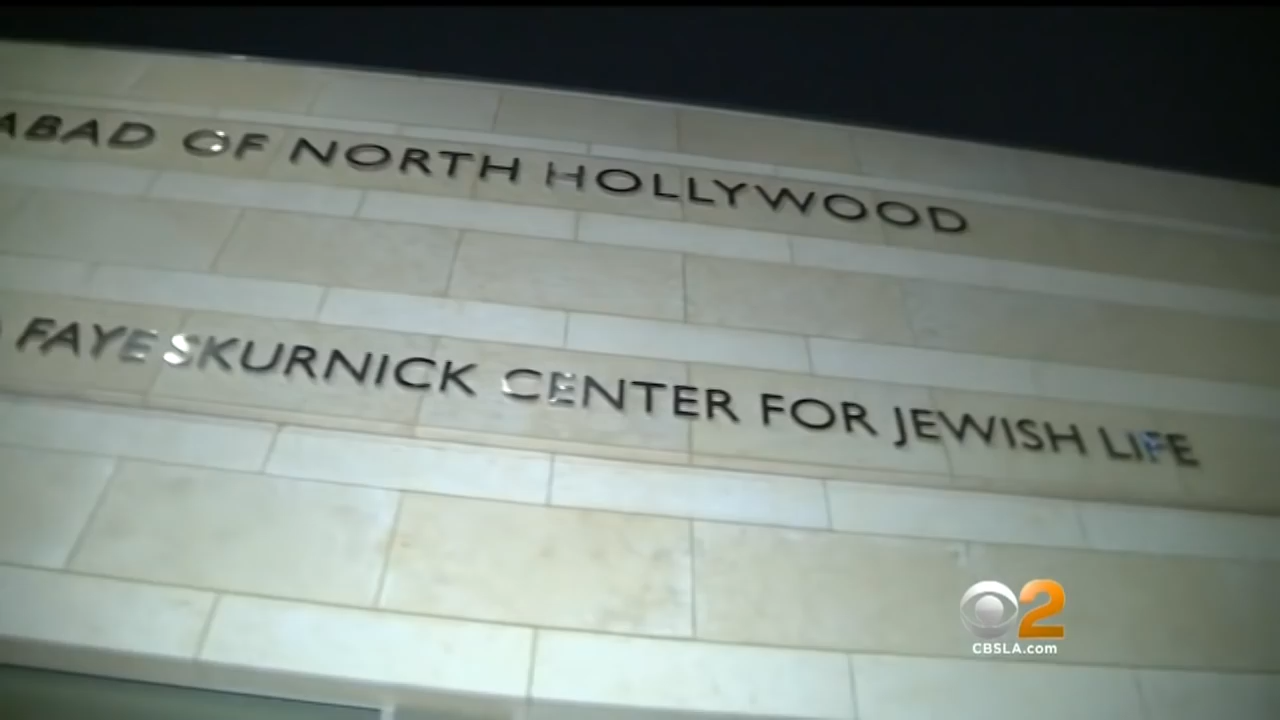 ABAD OF NORTH HOLLYWOOD
FAYE SKURNICK CENTER FOR JEWISH LIFE
2
CBSLA.com